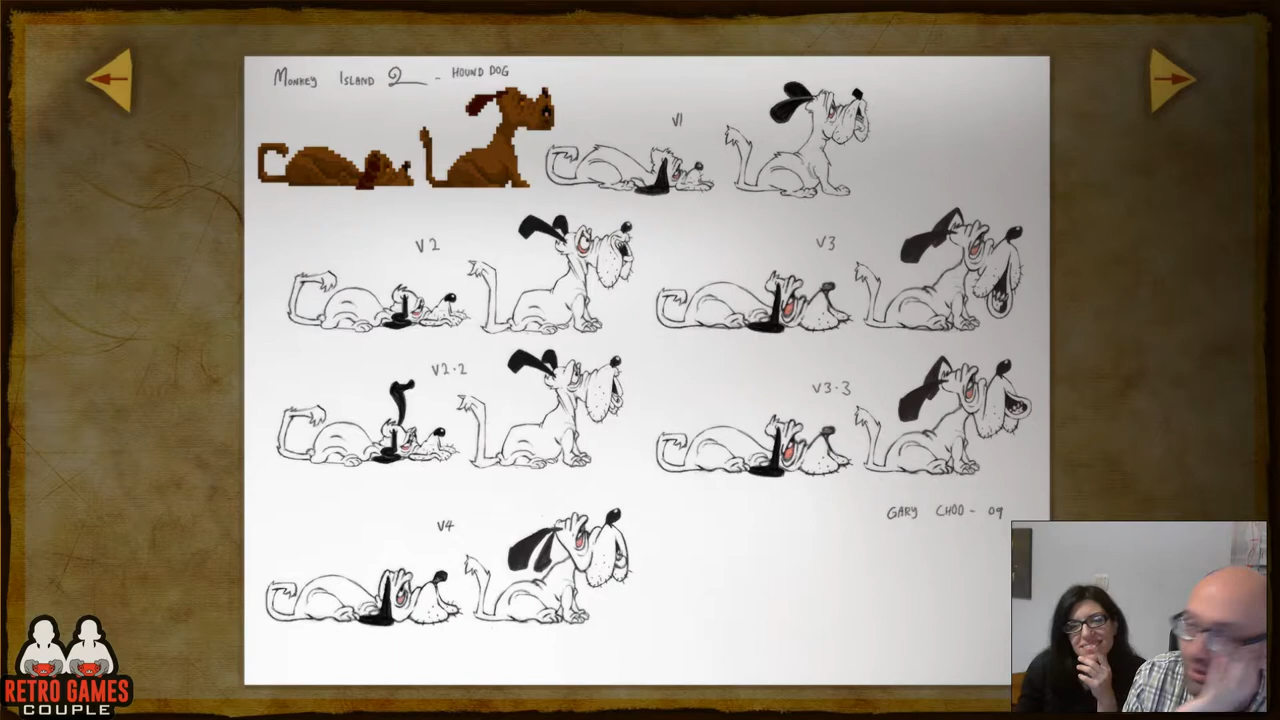 Monkey Island 2 - HOUND DOG
V1
V2
V3
V2.2
V3.3
V4
GARY CHOO - 09
RETRO GAMES
COUPLE